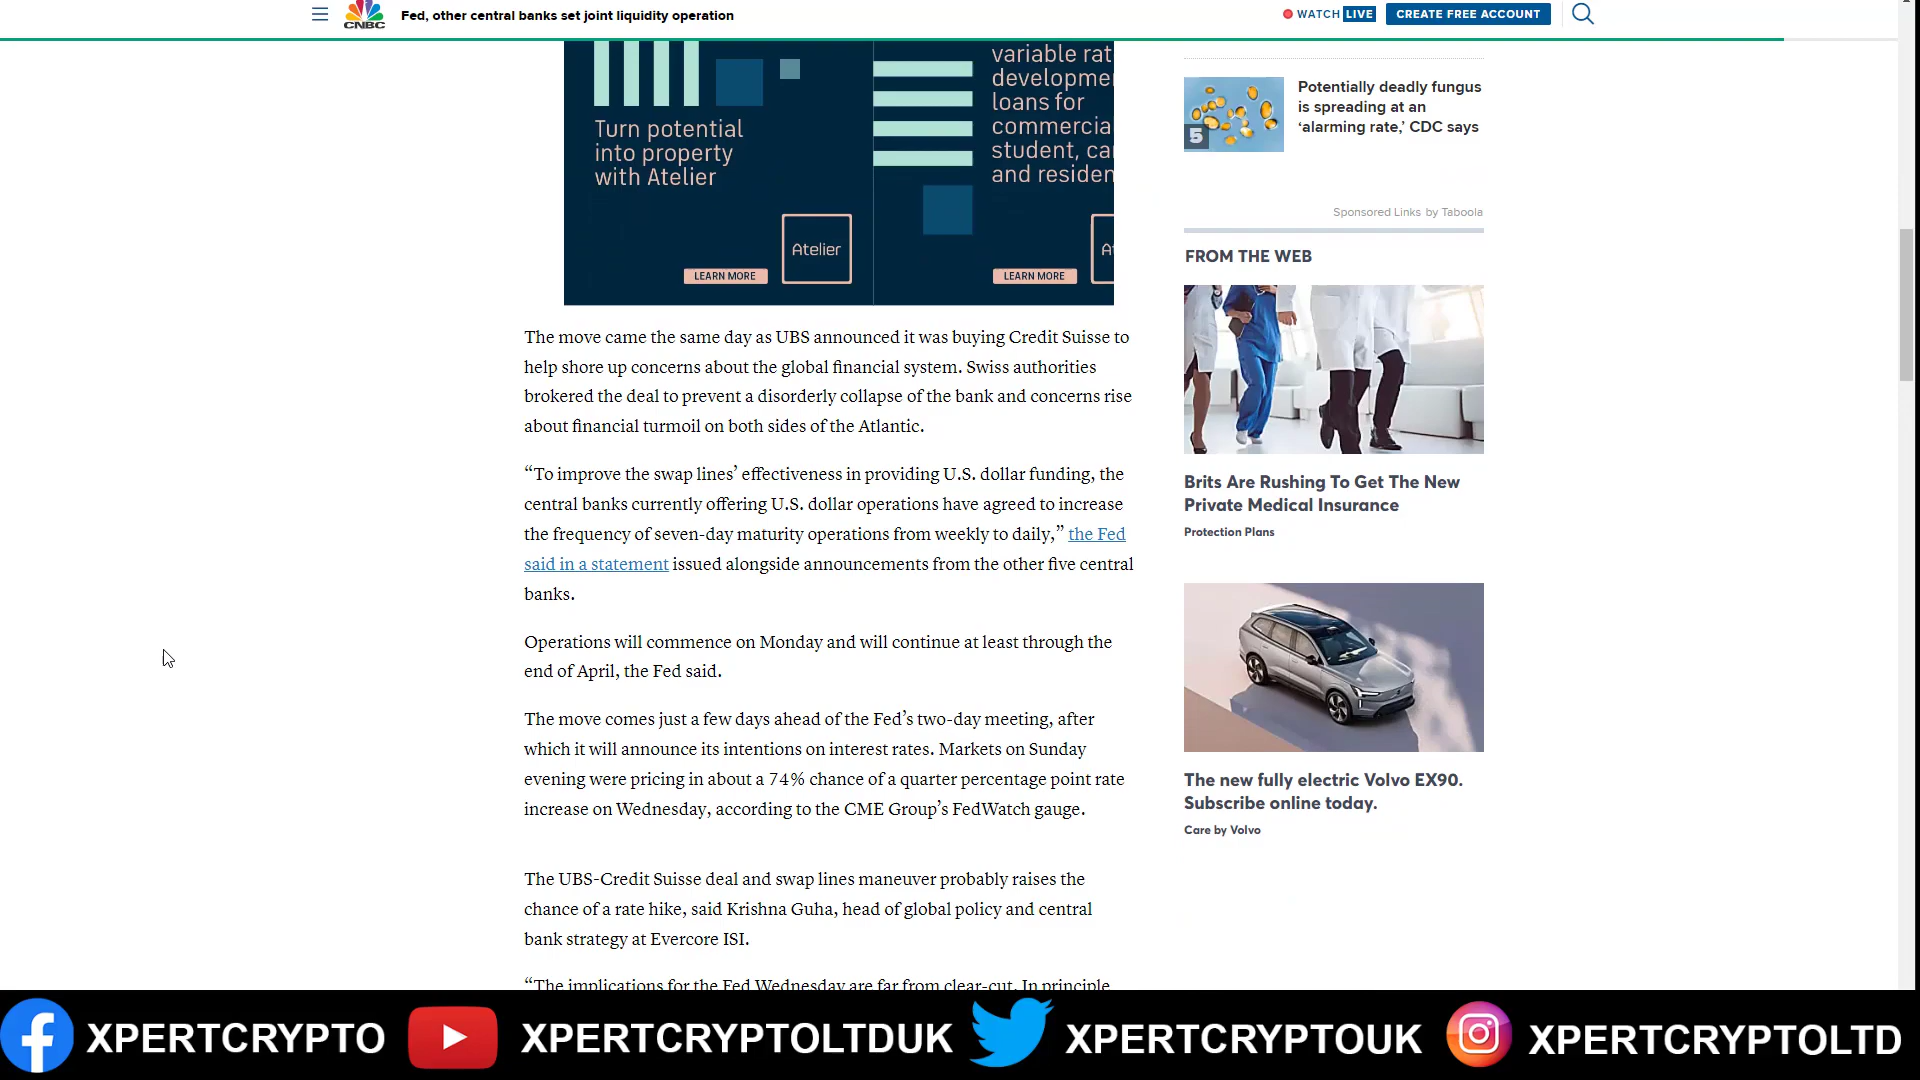 CNBC
Fed, other central banks set joint liquidity operation
WATCH LIVE
CREATE FREE ACCOUNT
Turn potential
into property
with Atelier
Atelier
LEARN MORE
variable rat
developme
loans for
commercia
student, ca
and residen
At
LEARN MORE
The move came the same day as UBS announced it was buying Credit Suisse to
help shore up concerns about the global financial system. Swiss authorities
brokered the deal to prevent a disorderly collapse of the bank and concerns rise
about financial turmoil on both sides of the Atlantic.
“To improve the swap lines’ effectiveness in providing U.S. dollar funding, the
central banks currently offering U.S. dollar operations have agreed to increase
the frequency of seven-day maturity operations from weekly to daily,” the Fed
said in a statement issued alongside announcements from the other five central
banks.
Operations will commence on Monday and will continue at least through the
end of April, the Fed said.
The move comes just a few days ahead of the Fed’s two-day meeting, after
which it will announce its intentions on interest rates. Markets on Sunday
evening were pricing in about a 74% chance of a quarter percentage point rate
increase on Wednesday, according to the CME Group’s FedWatch gauge.
The UBS-Credit Suisse deal and swap lines maneuver probably raises the
chance of a rate hike, said Krishna Guha, head of global policy and central
bank strategy at Evercore ISI.
“The implications for the Fed Wednesday are far from clear-cut. In principle
5
Potentially deadly fungus
is spreading at an
‘alarming rate,’ CDC says
Sponsored Links by Taboola
FROM THE WEB
Brits Are Rushing To Get The New
Private Medical Insurance
Protection Plans
The new fully electric Volvo EX90.
Subscribe online today.
Care by Volvo
XPERTCRYPTO
XPERTCRYPTOLTDUK
XPERTCRYPTOUK
XPERTCRYPTOLTD